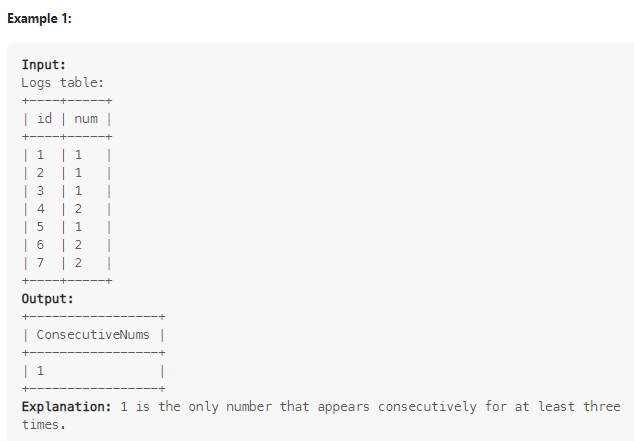 Example 1:
Input:
Logs table:
+----+-----+
| id | num |
+----+-----+
| 1  | 1   |
| 2  | 1   |
| 3  | 1   |
| 4  | 2   |
| 5  | 1   |
| 6  | 2   |
| 7  | 2   |
+----+-----+
Output:
+-----------------+
| ConsecutiveNums |
+-----------------+
| 1               |
+-----------------+
Explanation: 1 is the only number that appears consecutively for at least three
times.